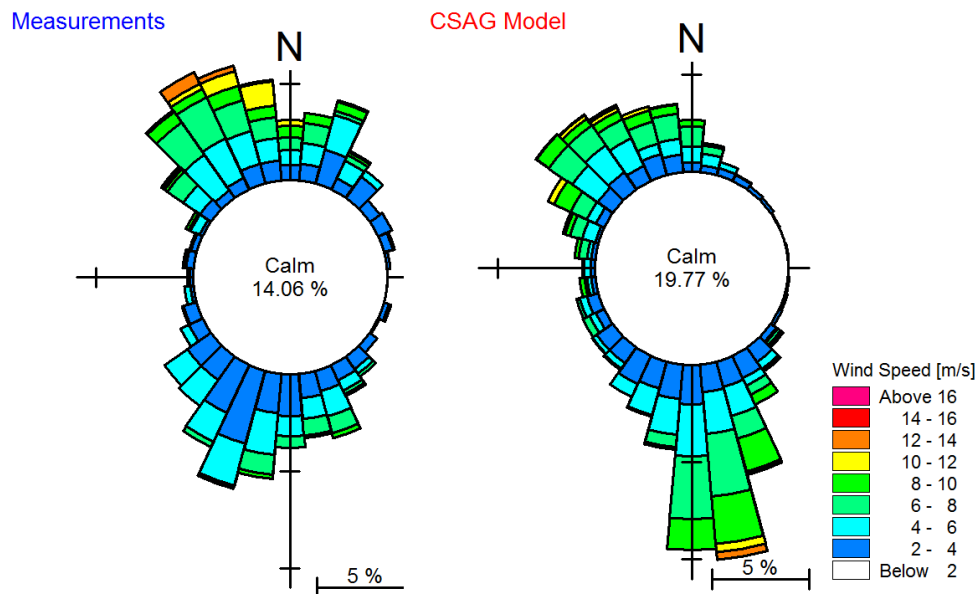 Measurements
CSAG Model
N
N
Calm
14.06 %
Calm
19.77 %
Wind Speed [m/s]
Above 16
14 - 16
12 - 14
10 - 12
8 - 10
6 - 8
4 - 6
2 - 4
Below 2
5 %
5 %